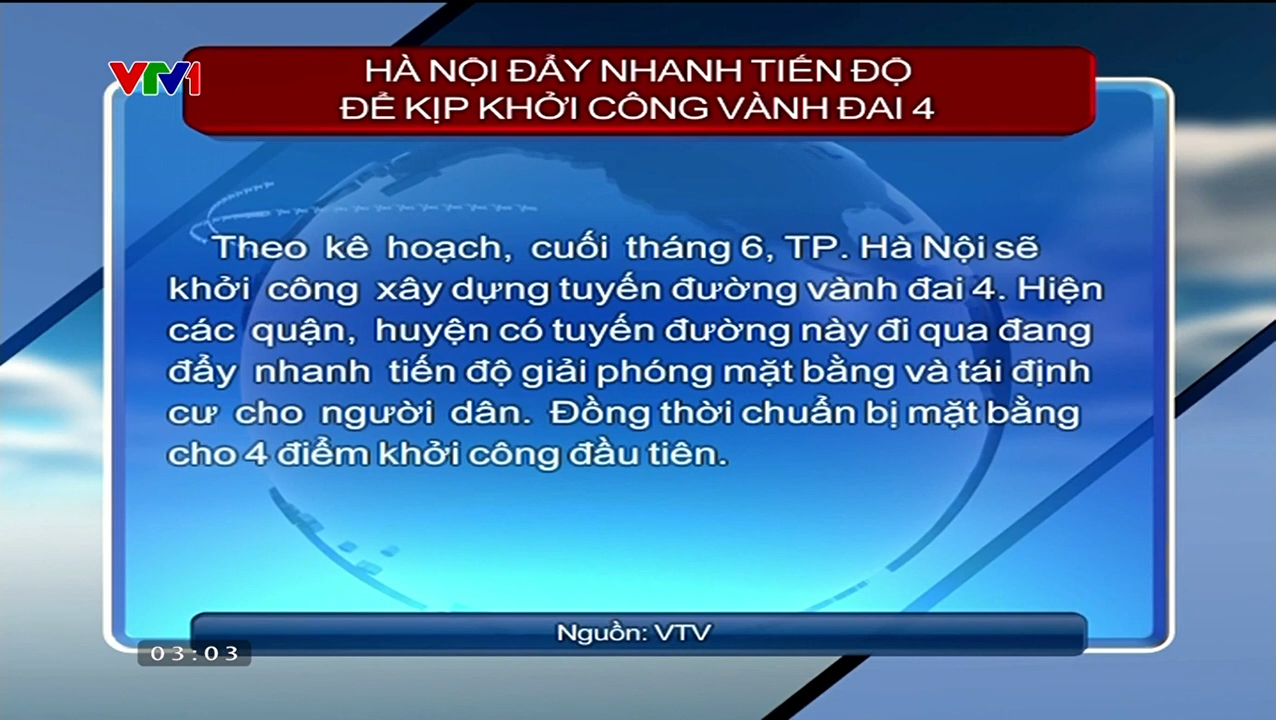 VTV1
HÀ NỘI ĐẨY NHANH TIẾN ĐỘ
ĐỂ KỊP KHỞI CÔNG VÀNH ĐAI 4
Theo kê hoạch, cuối tháng 6, TP. Hà Nội sẽ
khởi công xây dựng tuyến đường vành đai 4. Hiện
các quận, huyện có tuyến đường này đi qua đang
đẩy nhanh tiến độ giải phóng mặt bằng và tái định
cư cho người dân. Đồng thời chuẩn bị mặt bằng
cho 4 điểm khởi công đầu tiên.
Nguồn: VTV
03:03